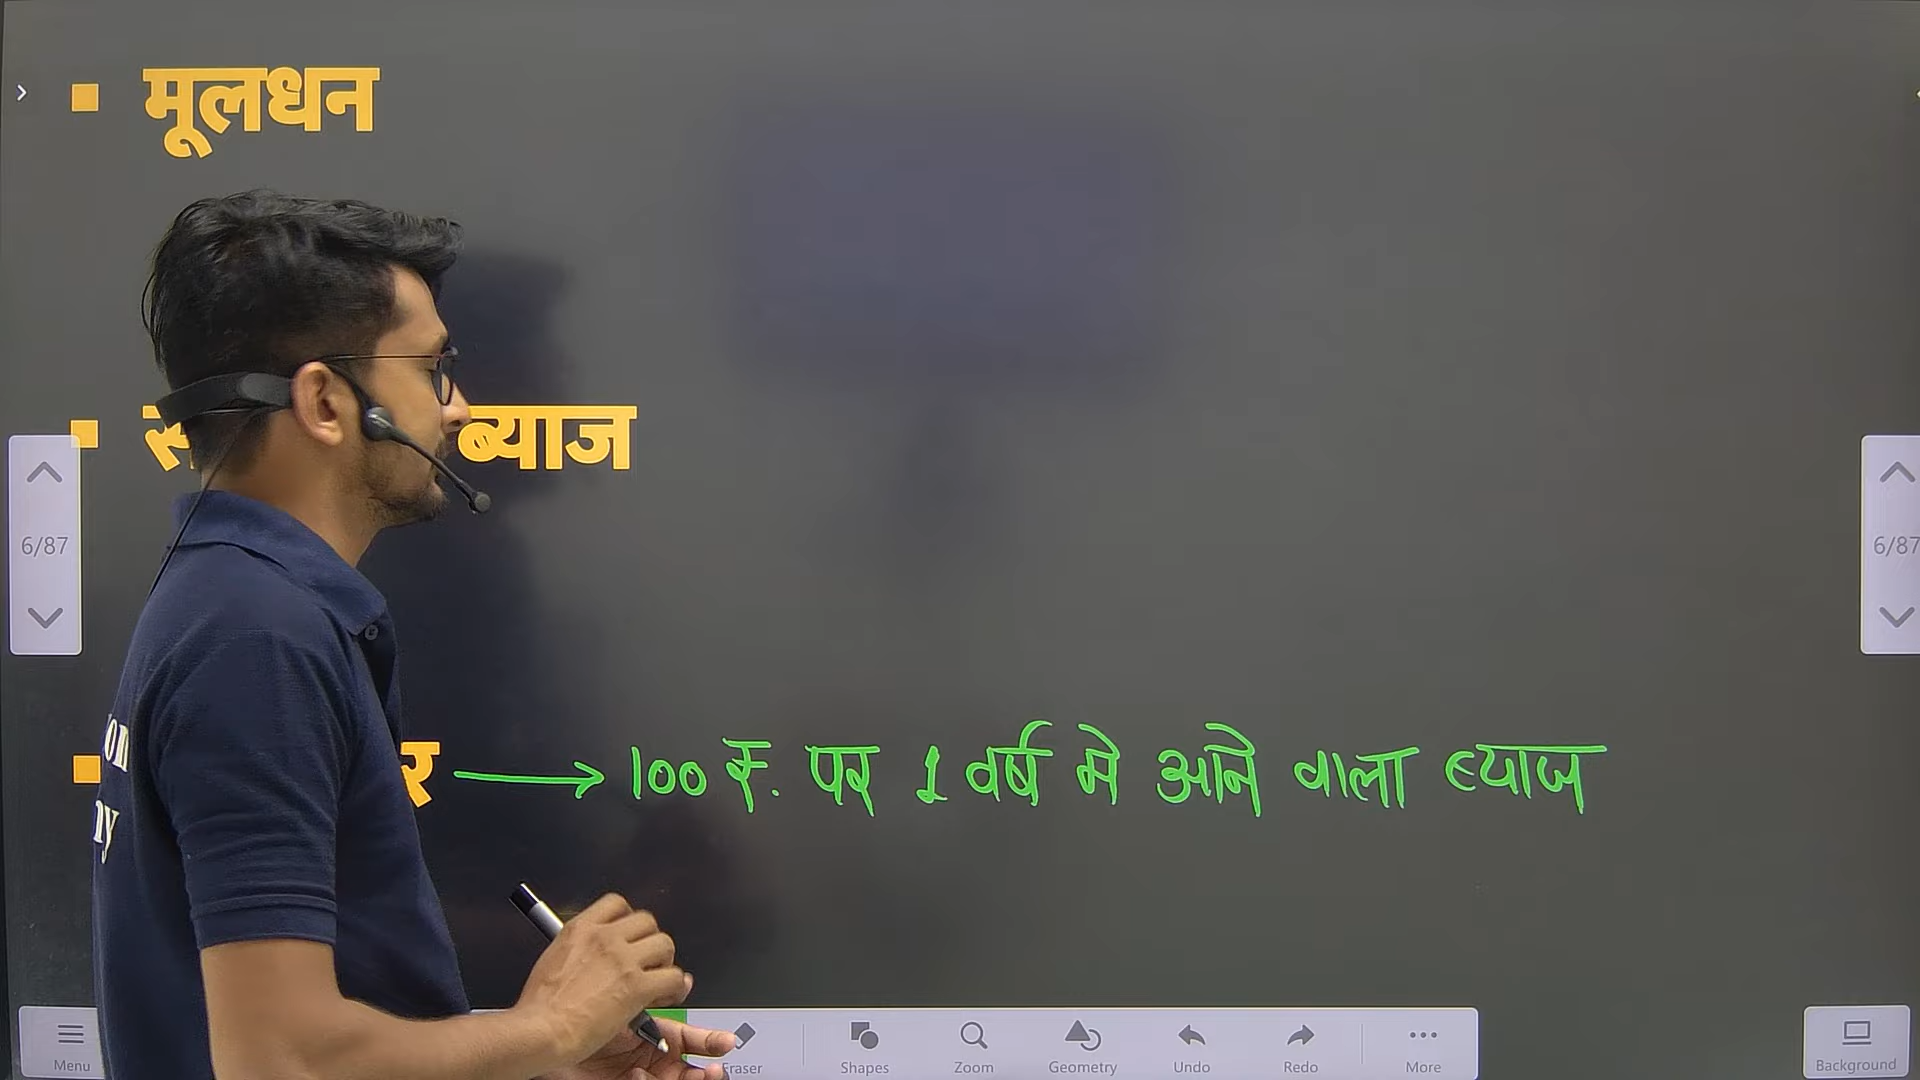 मूलधन
ब्याज
6/87
6/87
100 रु. पर 1 वर्ष मे आने वाला ब्याज
Menu
Eraser
Shapes
Zoom
Geometry
Undo
Redo
More
Background